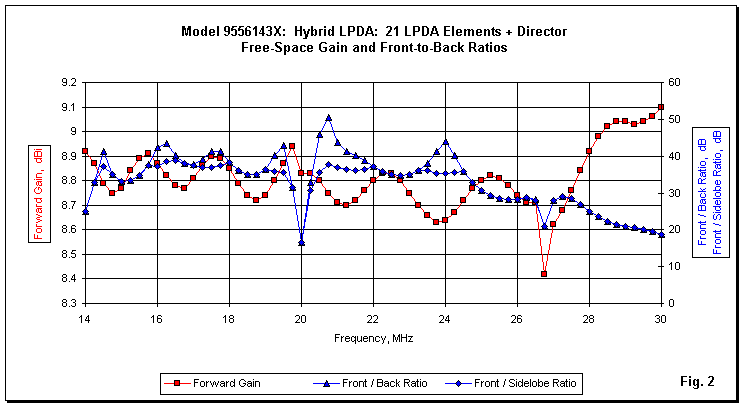 Model 9556143X: Hybrid LPDA: 21 LPDA Elements + Director
Free-Space Gain and Front-to-Back Ratios
Forward Gain, dBi
9.2
9.1
9
8.9
8.8
8.7
8.6
8.5
8.4
8.3
60
50
40
30
20
10
0
Front / Back Ratio, dB
Front / Sidelobe Ratio, dB
14 16 18 20 22 24 26 28 30
Frequency, MHz
Forward Gain Front / Back Ratio Front / Sidelobe Ratio
Fig. 2